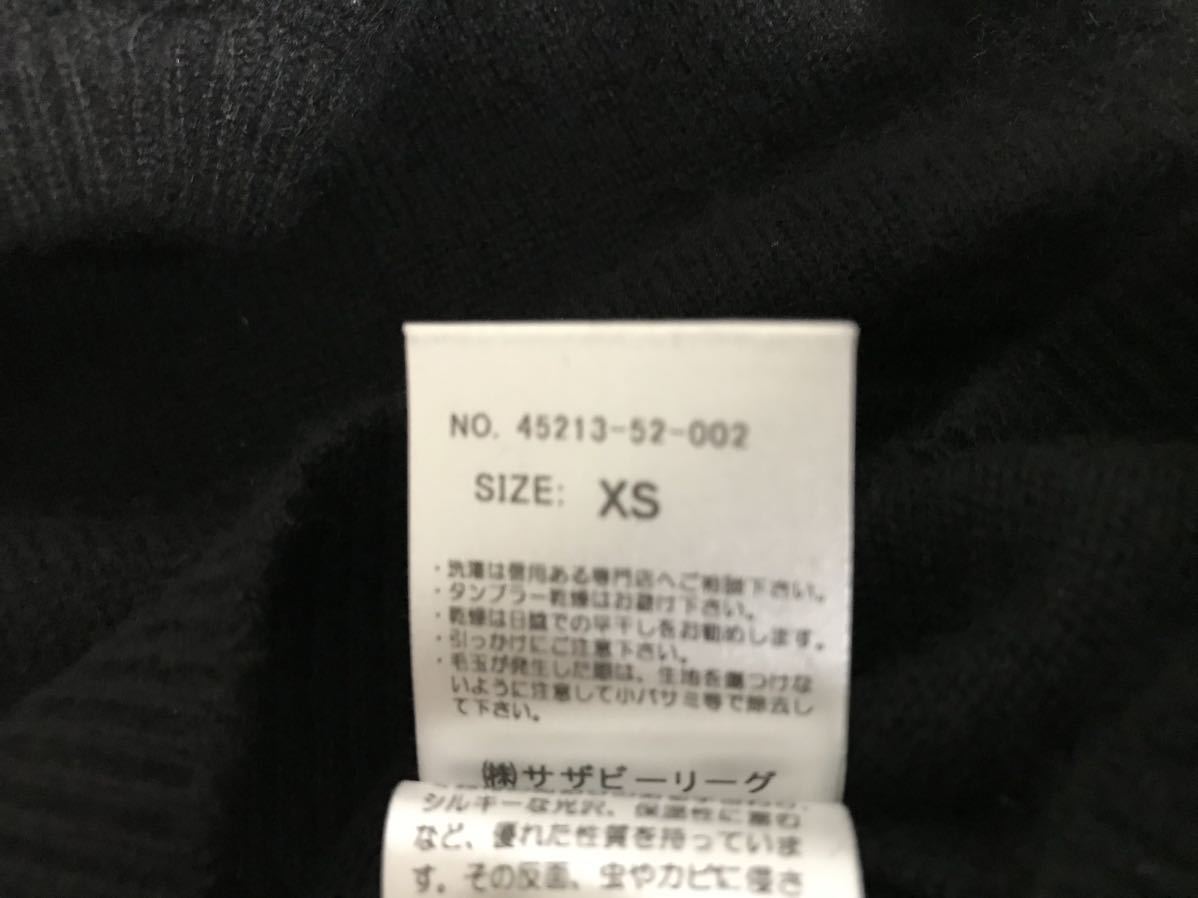 NO. 45213-52-002
SIZE: XS
・洗濯は信用ある専門店へご相談下さい。
・タンブラー乾燥はお避け下さい。
・乾燥は日陰での平干しをお勧めします。
・引っかけにご注意下さい。
・毛玉が発生した際は、生地を傷つけな
いように注意して小バサミ等で除去し
て下さい。
㈱サザビーリーグ
シルキーな光沢、保温性に富む
など、優れた性質を持っていま
す。その反面、虫やカビに侵さ